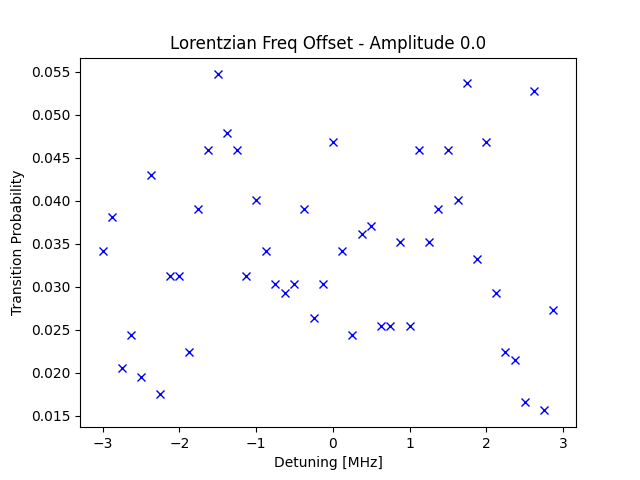 Lorentzian Freq Offset - Amplitude 0.0
0.055
0.050
0.045
0.040
0.035
0.030
0.025
0.020
0.015
Transition Probability
−3 −2 −1 0 1 2 3
Detuning [MHz]